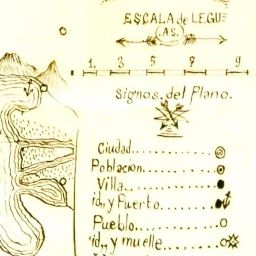 ESCALA de LEGUE
(AS.)
1. 3 5 7 9
Signos del Plano.
Ciudad
Poblacion
Villa
id,, y Puerto
Pueblo
id,, y muelle